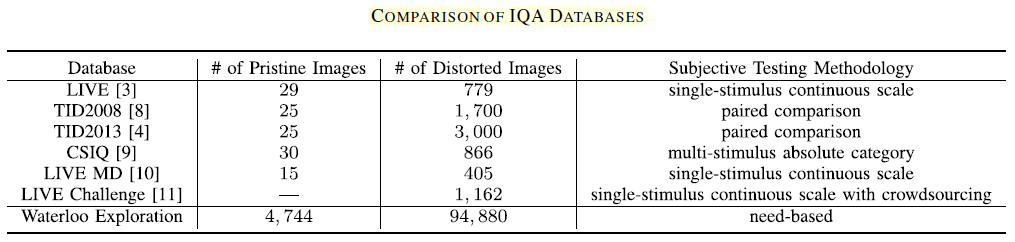 COMPARISON OF IQA DATABASES
Database # of Pristine Images # of Distorted Images Subjective Testing Methodology
LIVE [3] 29 779 single-stimulus continuous scale
TID2008 [8] 25 1,700 paired comparison
TID2013 [4] 25 3,000 paired comparison
CSIQ [9] 30 866 multi-stimulus absolute category
LIVE MD [10] 15 405 single-stimulus continuous scale
LIVE Challenge [11] — 1,162 single-stimulus continuous scale with crowdsourcing
Waterloo Exploration 4,744 94,880 need-based